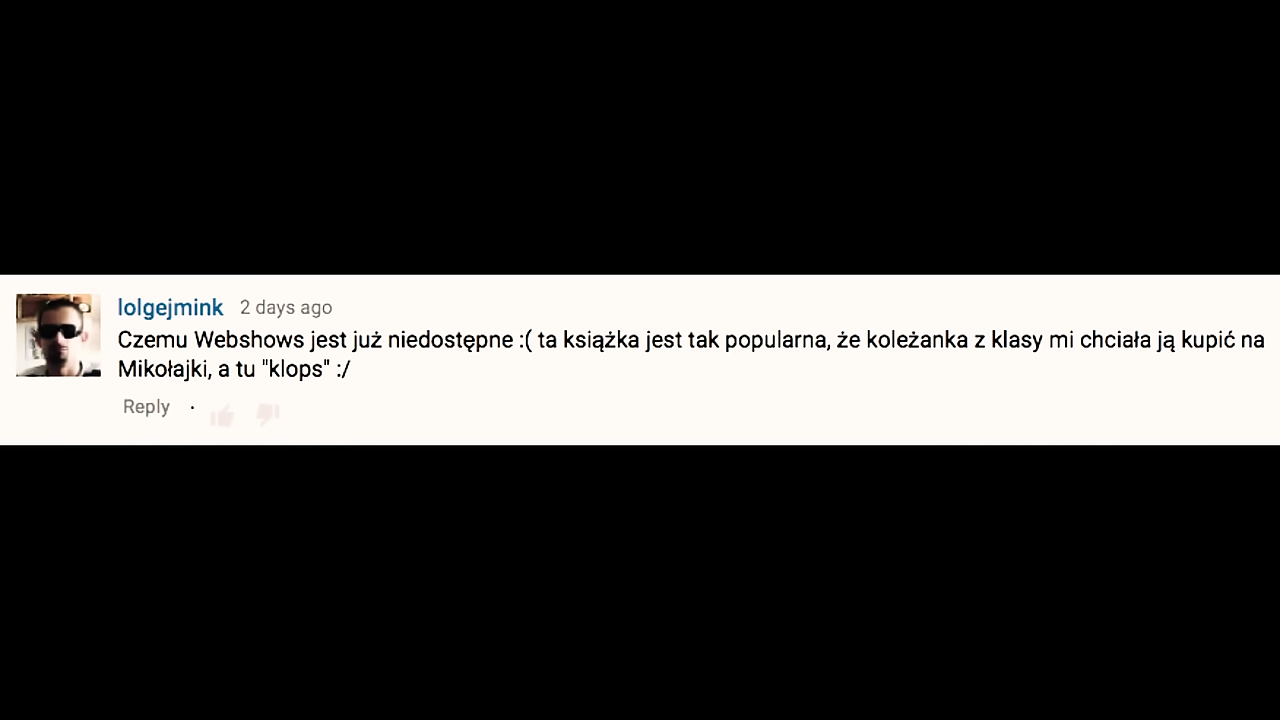 lolgejmink 2 days ago
Czemu Webshows jest już niedostępne :( ta książka jest tak popularna, że koleżanka z klasy mi chciała ją kupić na
Mikołajki, a tu "klops" :/
Reply ·